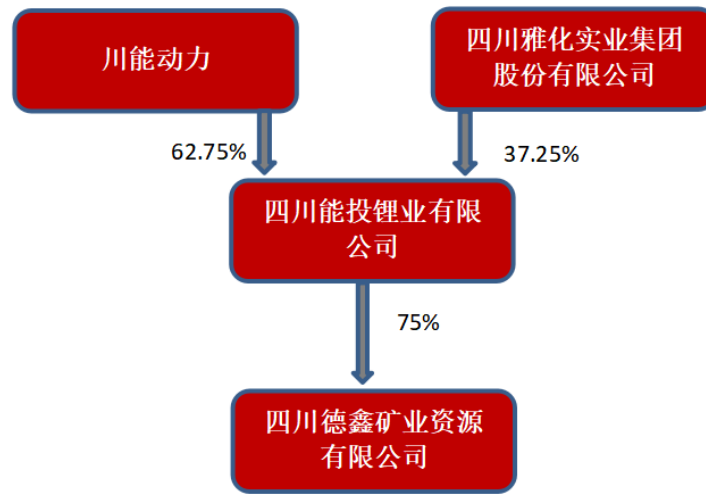 川能动力
四川雅化实业集团
股份有限公司
62.75%
37.25%
四川能投锂业有限
公司
75%
四川德鑫矿业资源
有限公司